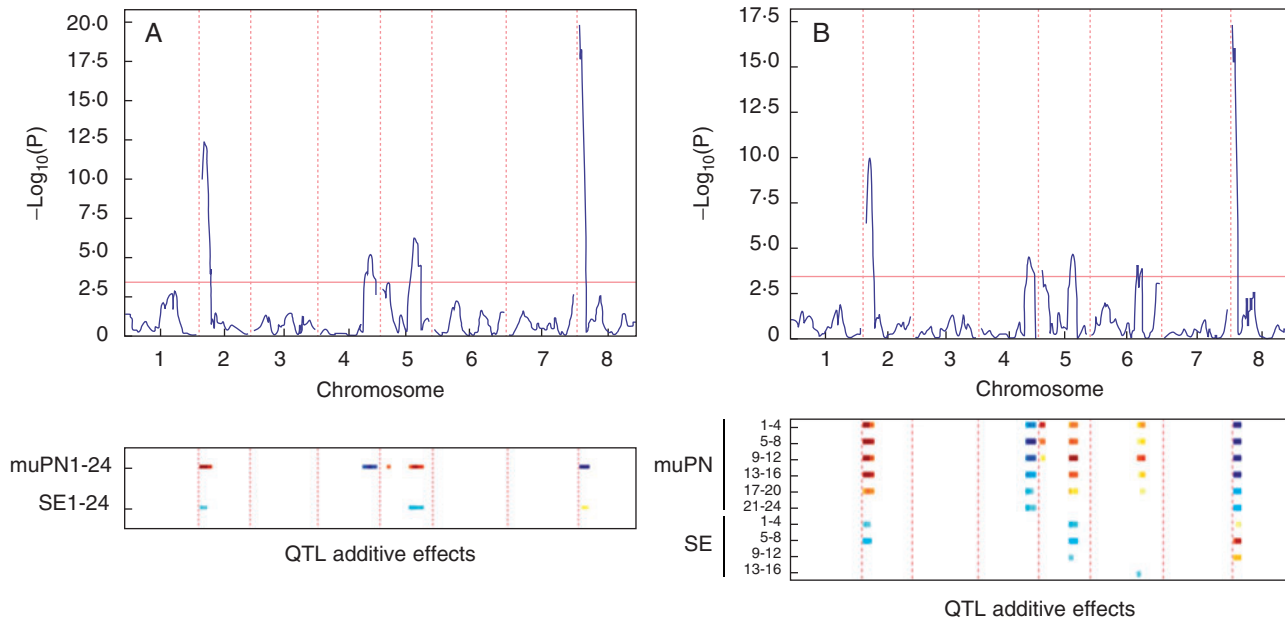 A
20·0
17·5
15·0
12·5
10·0
7·5
5·0
2·5
0
–Log10(P)
1 2 3 4 5 6 7 8
Chromosome
muPN1-24
SE1-24
QTL additive effects
B
17·5
15·0
12·5
10·0
7·5
5·0
2·5
0
–Log10(P)
1 2 3 4 5 6 7 8
Chromosome
muPN
1-4
5-8
9-12
13-16
17-20
21-24
SE
1-4
5-8
9-12
13-16
QTL additive effects